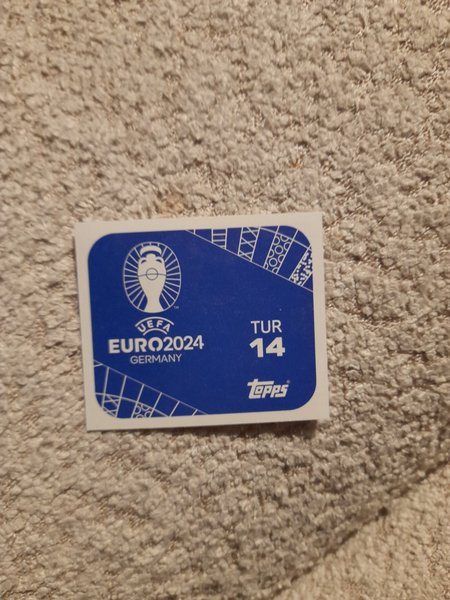 UEFA
EURO2024
GERMANY
TUR
14
Topps